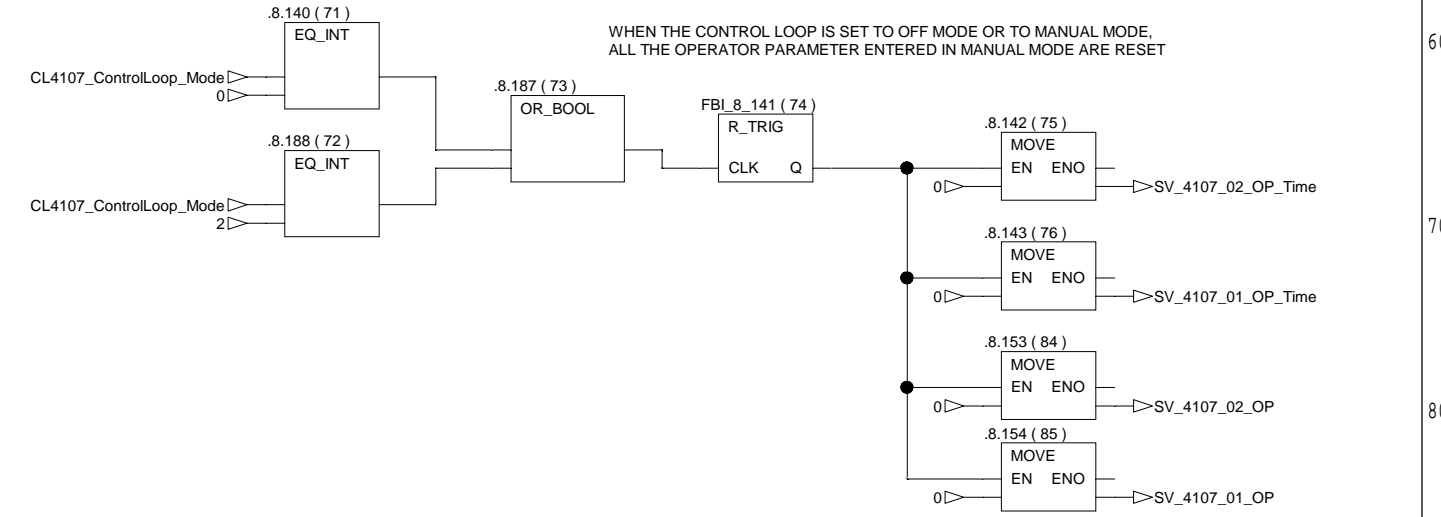 .8.140 ( 71 )
EQ_INT
CL4107_ControlLoop_Mode
0
WHEN THE CONTROL LOOP IS SET TO OFF MODE OR TO MANUAL MODE,
ALL THE OPERATOR PARAMETER ENTERED IN MANUAL MODE ARE RESET
.8.188 ( 72 )
EQ_INT
CL4107_ControlLoop_Mode
2
.8.187 ( 73 )
OR_BOOL
FBI_8_141 ( 74 )
R_TRIG
CLK Q
.8.142 ( 75 )
MOVE
EN ENO
0 SV_4107_02_OP_Time
.8.143 ( 76 )
MOVE
EN ENO
0 SV_4107_01_OP_Time
.8.153 ( 84 )
MOVE
EN ENO
0 SV_4107_02_OP
.8.154 ( 85 )
MOVE
EN ENO
0 SV_4107_01_OP